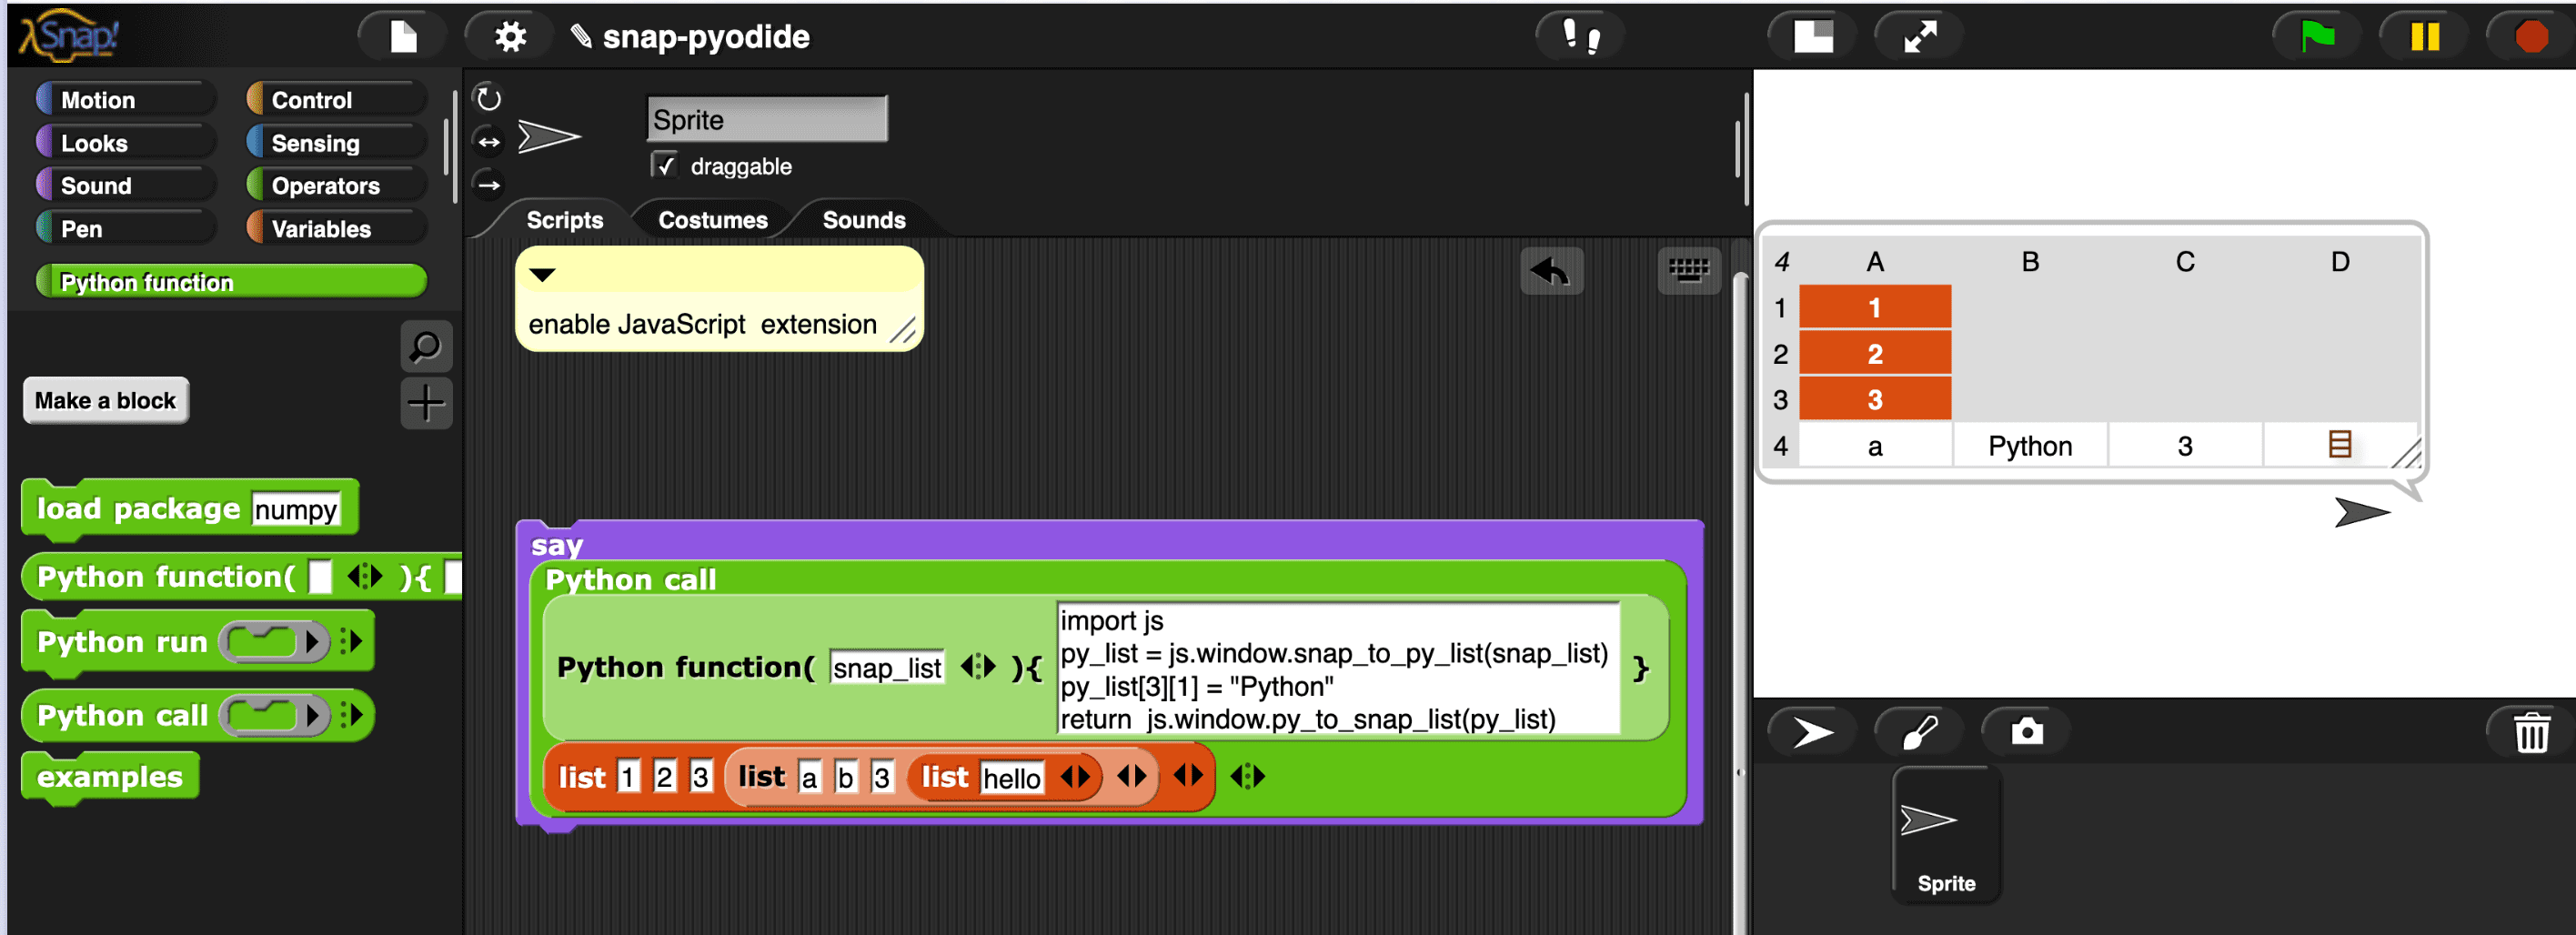 λSnap!
snap-pyodide
Motion
Control
Looks
Sensing
Sound
Operators
Pen
Variables
Python function
Make a block
load package numpy
Python function( ){
Python run
Python call
examples
Sprite
draggable
Scripts
Costumes
Sounds
enable JavaScript  extension
say
Python call
Python function( snap_list ){
import js
py_list = js.window.snap_to_py_list(snap_list)
py_list[3][1] = "Python"
return  js.window.py_to_snap_list(py_list)
}
list 1 2 3 list a b 3 list hello
4 A B C D
1 1
2 2
3 3
4 a Python 3
Sprite